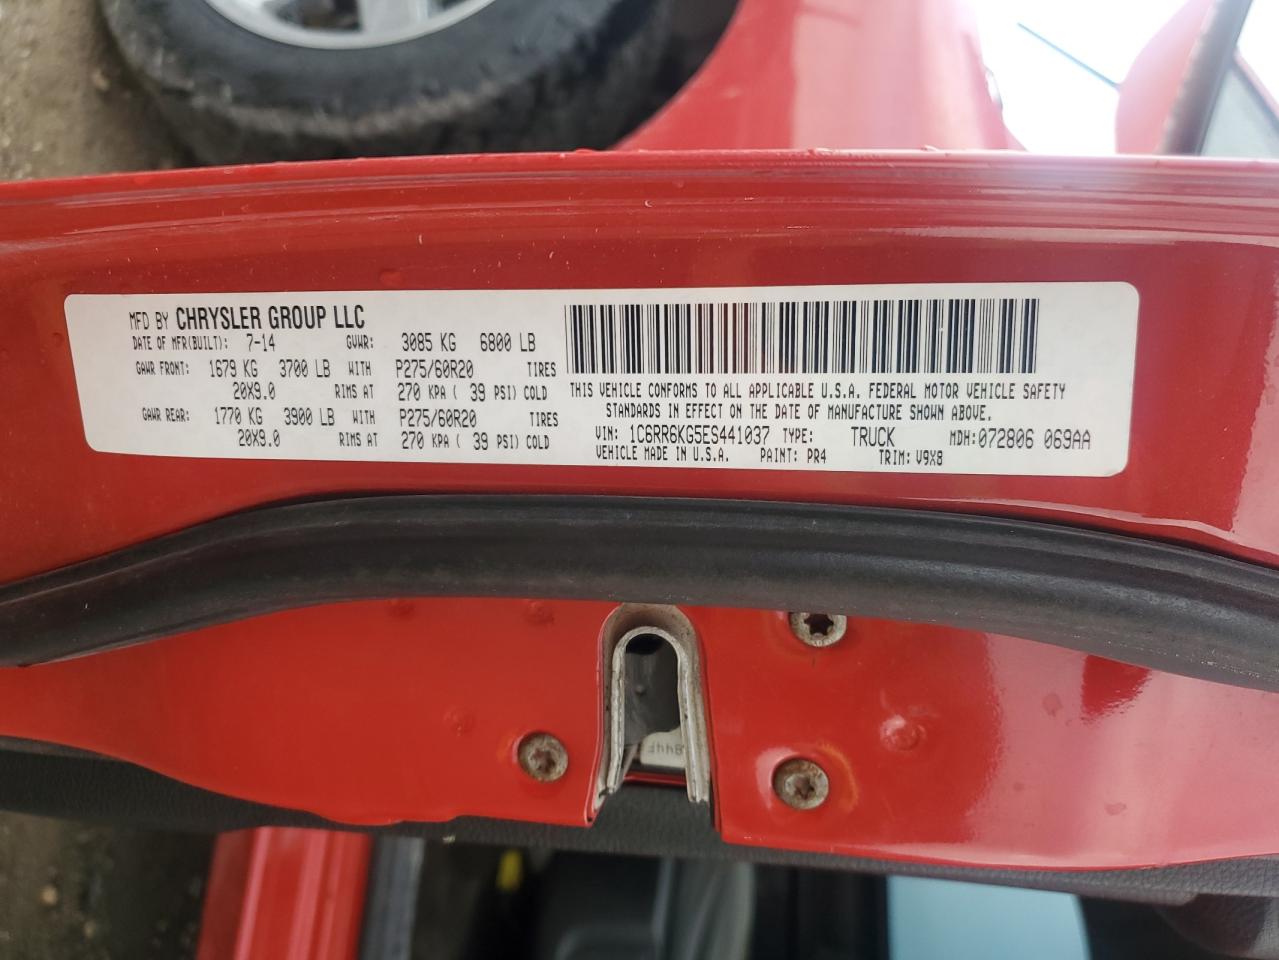 MFD BY CHRYSLER GROUP LLC
DATE OF MFR(BUILT): 7-14 GVWR: 3085 KG 6800 LB
GAWR FRONT: 1679 KG 3700 LB WITH P275/60R20 TIRES
20X9.0 RIMS AT 270 KPA ( 39 PSI) COLD
GAWR REAR: 1770 KG 3900 LB WITH P275/60R20 TIRES
20X9.0 RIMS AT 270 KPA ( 39 PSI) COLD
THIS VEHICLE CONFORMS TO ALL APPLICABLE U.S.A. FEDERAL MOTOR VEHICLE SAFETY
STANDARDS IN EFFECT ON THE DATE OF MANUFACTURE SHOWN ABOVE.
VIN: 1C6RR6KG5ES441037 TYPE: TRUCK MDH:072806 069AA
VEHICLE MADE IN U.S.A. PAINT: PR4 TRIM: V9X8